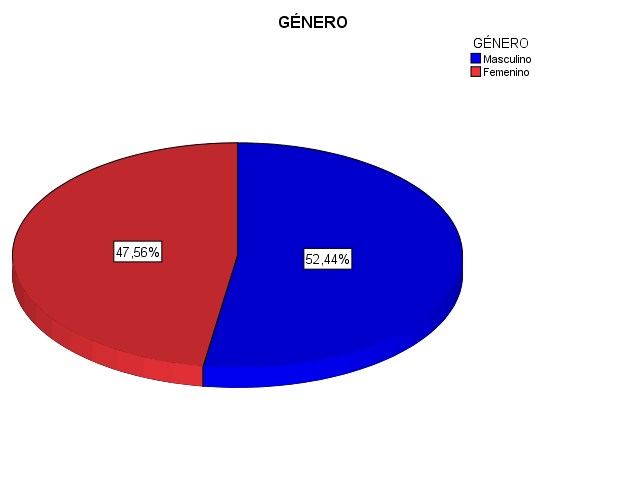 GÉNERO
GÉNERO
Masculino
Femenino
47,56%
52,44%